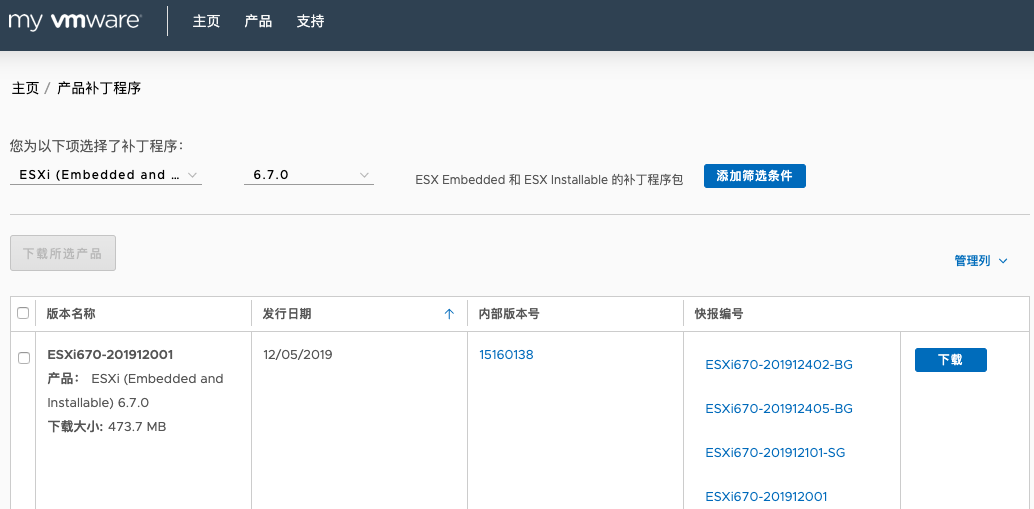 my vmware 主页 产品 支持
主页 / 产品补丁程序
您为以下项选择了补丁程序:
ESXi (Embedded and ... 6.7.0 ESX Embedded 和 ESX Installable 的补丁程序包 添加筛选条件
下载所选产品
管理列
版本名称 发行日期 内部版本号 快报编号
ESXi670-201912001 12/05/2019 15160138 下载
ESXi670-201912402-BG
产品: ESXi (Embedded and
Installable) 6.7.0
ESXi670-201912405-BG
下载大小: 473.7 MB
ESXi670-201912101-SG
ESXi670-201912001